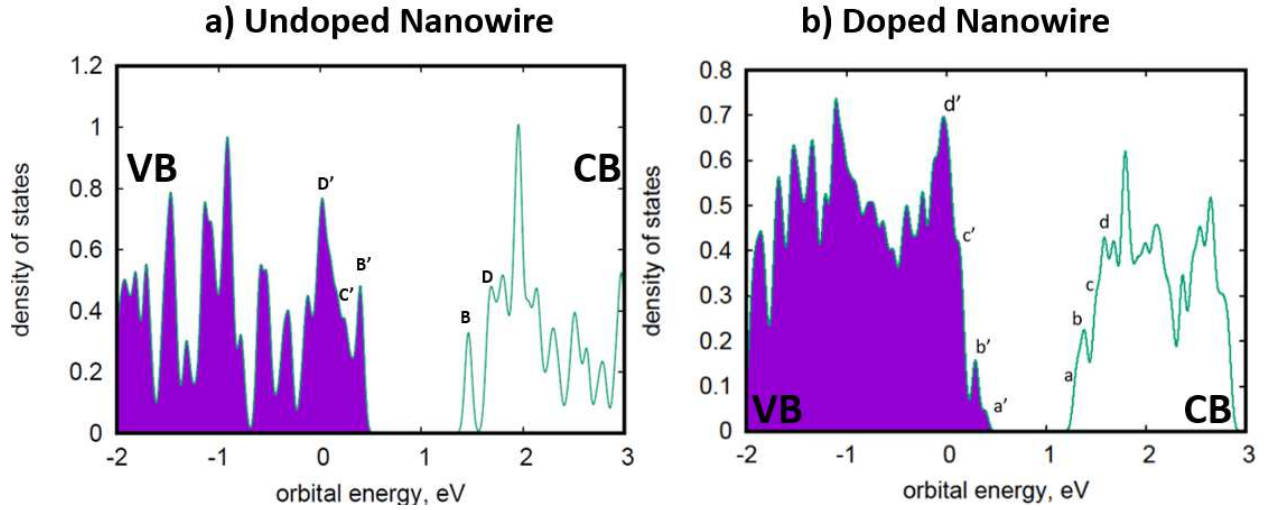 a) Undoped Nanowire
1.2
1
0.8
0.6
0.4
0.2
0
density of states
VB
CB
D’
B’
C’
D
B
-2
-1
0
1
2
3
orbital energy, eV
b) Doped Nanowire
0.8
0.7
0.6
0.5
0.4
0.3
0.2
0.1
0
density of states
d’
c’
b’
a’
d
c
b
a
VB
CB
-2
-1
0
1
2
3
orbital energy, eV